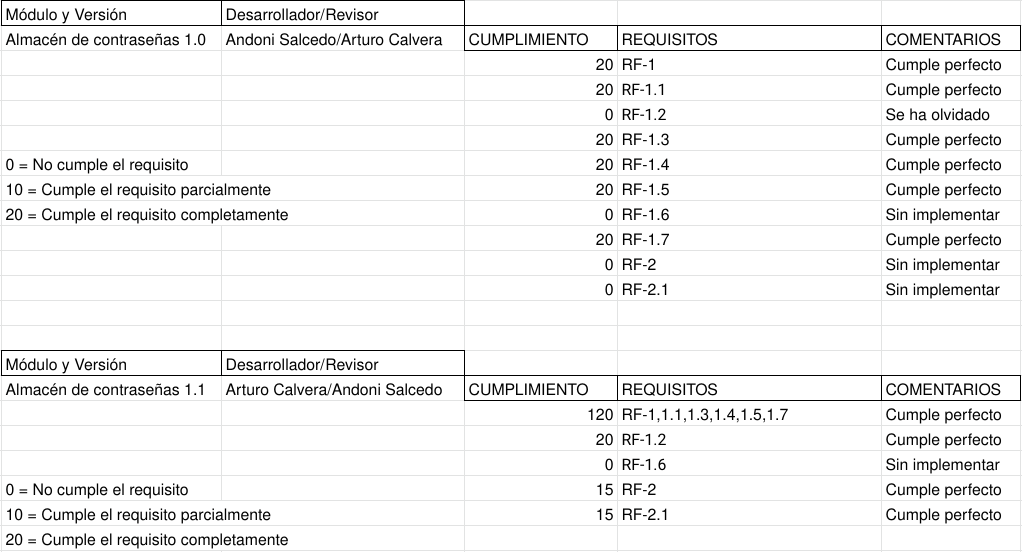 Módulo y Versión Desarrollador/Revisor
Almacén de contraseñas 1.0 Andoni Salcedo/Arturo Calvera CUMPLIMIENTO REQUISITOS COMENTARIOS
20 RF-1 Cumple perfecto
20 RF-1.1 Cumple perfecto
0 RF-1.2 Se ha olvidado
20 RF-1.3 Cumple perfecto
0 = No cumple el requisito 20 RF-1.4 Cumple perfecto
10 = Cumple el requisito parcialmente 20 RF-1.5 Cumple perfecto
20 = Cumple el requisito completamente 0 RF-1.6 Sin implementar
20 RF-1.7 Cumple perfecto
0 RF-2 Sin implementar
0 RF-2.1 Sin implementar
Módulo y Versión Desarrollador/Revisor
Almacén de contraseñas 1.1 Arturo Calvera/Andoni Salcedo CUMPLIMIENTO REQUISITOS COMENTARIOS
120 RF-1,1.1,1.3,1.4,1.5,1.7 Cumple perfecto
20 RF-1.2 Cumple perfecto
0 RF-1.6 Sin implementar
0 = No cumple el requisito 15 RF-2 Cumple perfecto
10 = Cumple el requisito parcialmente 15 RF-2.1 Cumple perfecto
20 = Cumple el requisito completamente